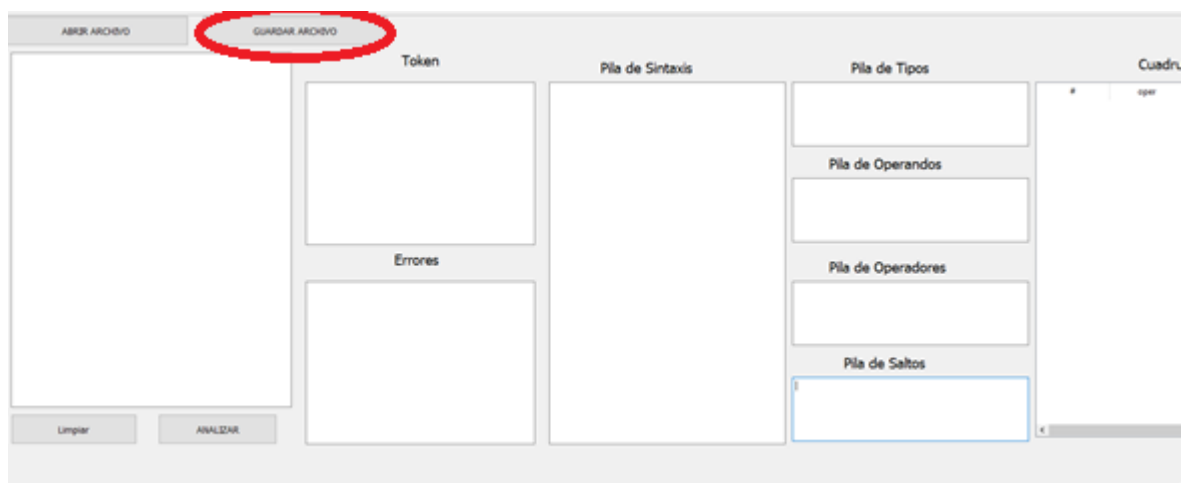 ABRIR ARCHIVO
GUARDAR ARCHIVO
Token
Pila de Sintaxis
Pila de Tipos
Cuadru
# oper
Pila de Operandos
Errores
Pila de Operadores
Pila de Saltos
Limpiar
ANALIZAR